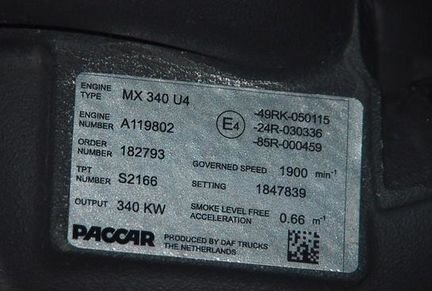 ENGINE TYPE MX 340 U4
ENGINE NUMBER A119802
E4
-49RK-050115
-24R-030336
-85R-000459
ORDER NUMBER 182793
GOVERNED SPEED 1900 min⁻¹
TPT NUMBER S2166
SETTING 1847839
OUTPUT 340 KW
SMOKE LEVEL FREE ACCELERATION 0.66 m⁻¹
PACCAR
PRODUCED BY DAF TRUCKS
THE NETHERLANDS